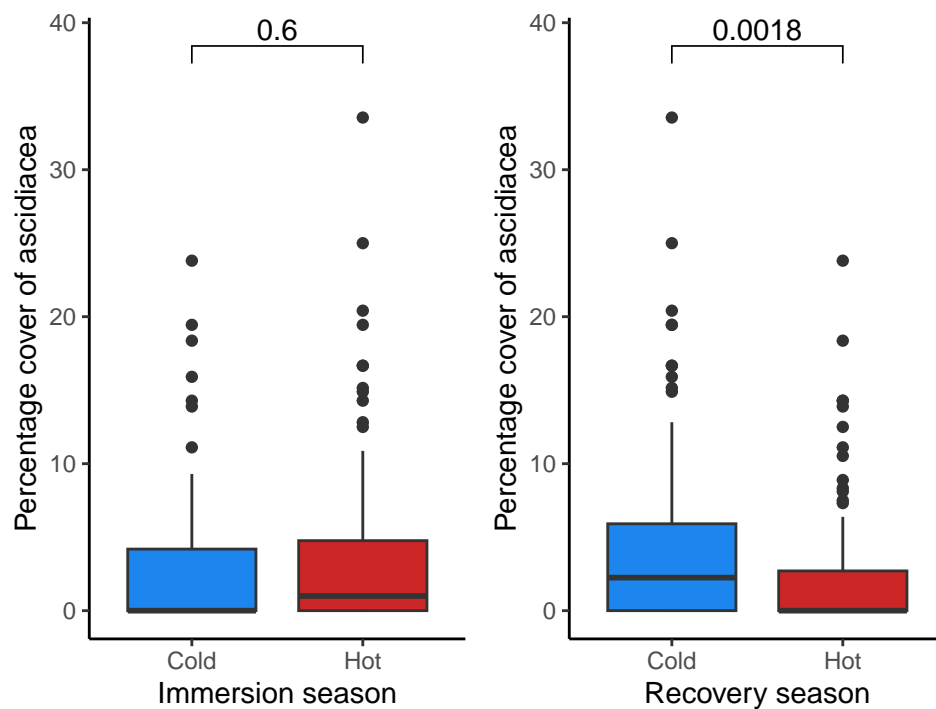 0.6
Percentage cover of ascidiacea
40
30
20
10
0
Cold Hot
Immersion season
0.0018
Percentage cover of ascidiacea
40
30
20
10
0
Cold Hot
Recovery season